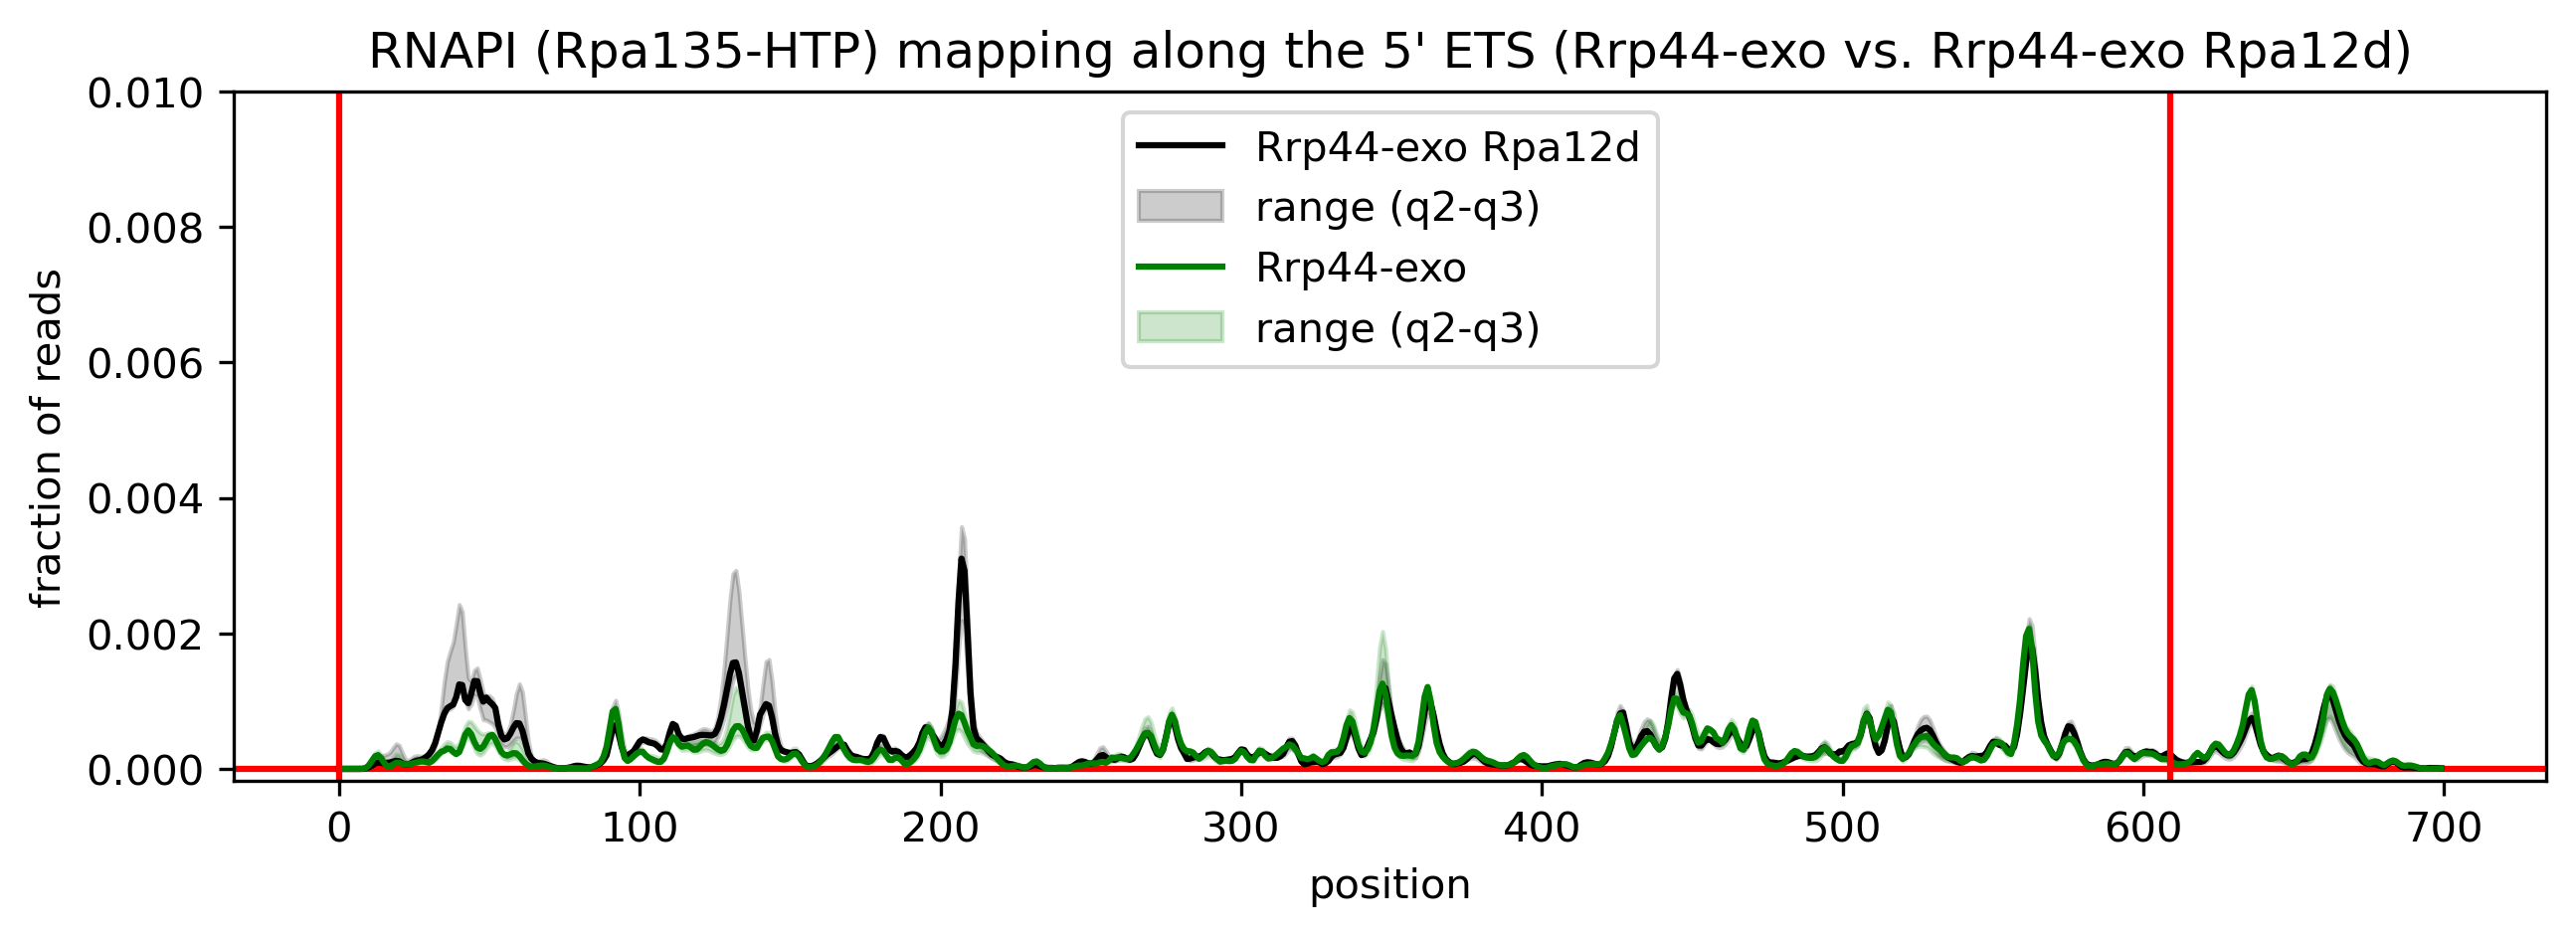 RNAPI (Rpa135-HTP) mapping along the 5' ETS (Rrp44-exo vs. Rrp44-exo Rpa12d)
0.010
0.008
0.006
0.004
0.002
0.000
fraction of reads
Rrp44-exo Rpa12d
range (q2-q3)
Rrp44-exo
range (q2-q3)
0 100 200 300 400 500 600 700
position